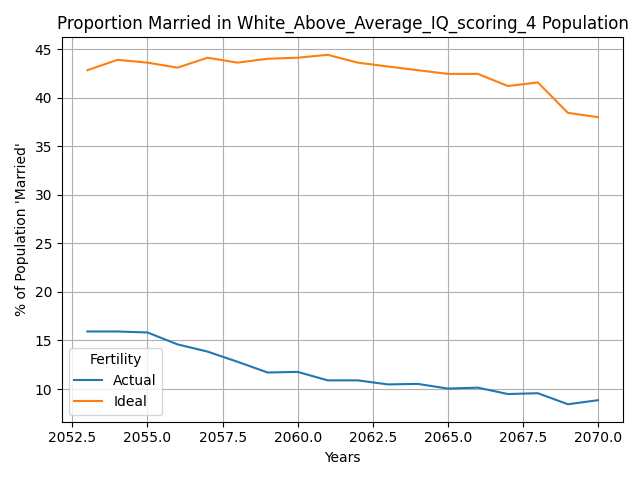 Proportion Married in White_Above_Average_IQ_scoring_4 Population
% of Population 'Married'
45
40
35
30
25
20
15
10
Fertility
Actual
Ideal
2052.5 2055.0 2057.5 2060.0 2062.5 2065.0 2067.5 2070.0
Years